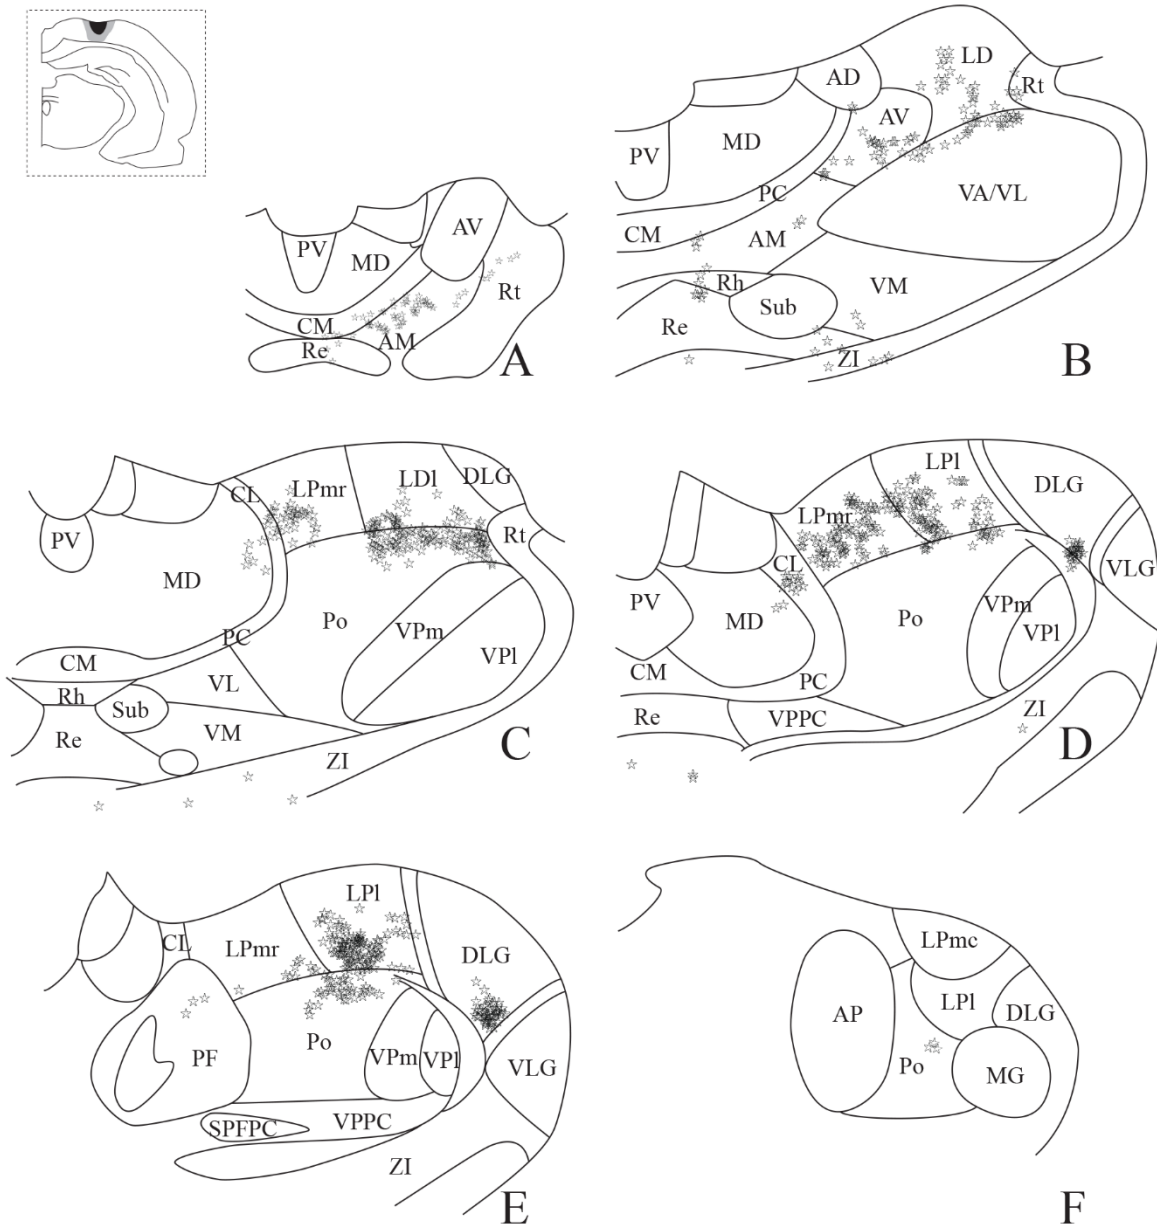 PV
MD
AV
Rt
CM
Re
AM
A
AD
LD
Rt
AV
PV
MD
PC
VA/VL
CM
AM
Rh
VM
Sub
Re
ZI
B
CL
LPmr
LDl
DLG
PV
Rt
MD
Po
VPm
PC
CM
VL
VPl
Rh
Sub
Re
VM
ZI
C
LPl
DLG
LPmr
CL
VLG
PV
MD
Po
VPm
VPl
CM
PC
Re
VPPC
ZI
D
LPl
CL
LPmr
DLG
Po
PF
VPm
VPl
VLG
SPFPC
VPPC
ZI
E
LPmc
LPl
AP
DLG
Po
MG
F